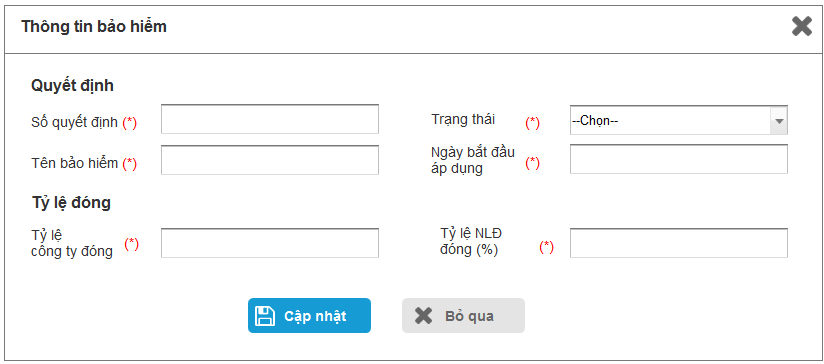 Thông tin bảo hiểm
Quyết định
Số quyết định (*)
Trạng thái (*)
--Chọn--
Tên bảo hiểm (*)
Ngày bắt đầu
áp dụng (*)
Tỷ lệ đóng
Tỷ lệ
công ty đóng (*)
Tỷ lệ NLĐ
đóng (%) (*)
Cập nhật
Bỏ qua